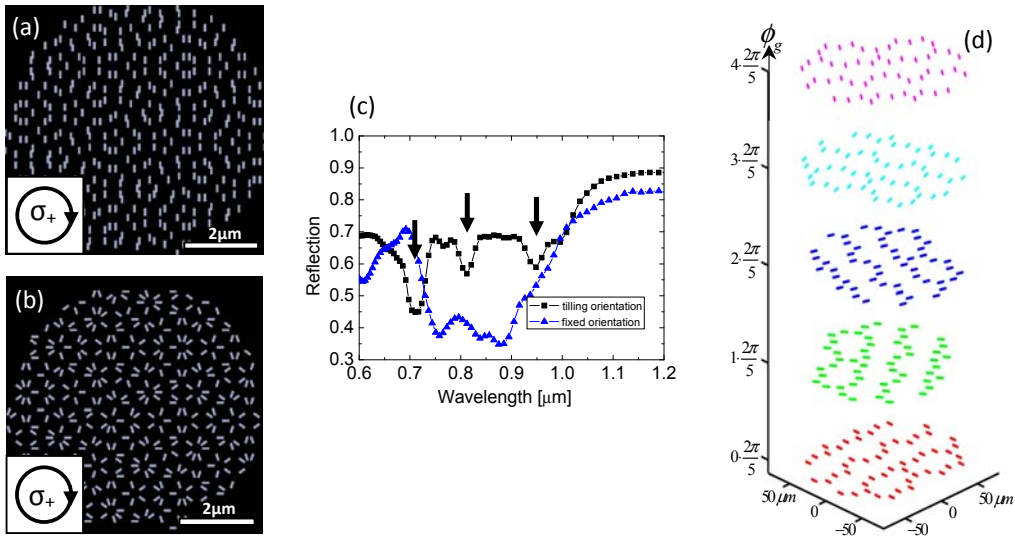 (a)
σ+
2μm
(b)
σ+
2μm
(c)
1.0
0.9
0.8
0.7
0.6
0.5
0.4
0.3
Reflection
tilling orientation
fixed orientation
0.6 0.7 0.8 0.9 1.0 1.1 1.2
Wavelength [μm]
(d)
ϕg
4·2π/5
3·2π/5
2·2π/5
1·2π/5
0·2π/5
50 μm
0
−50
50 μm
0
−50